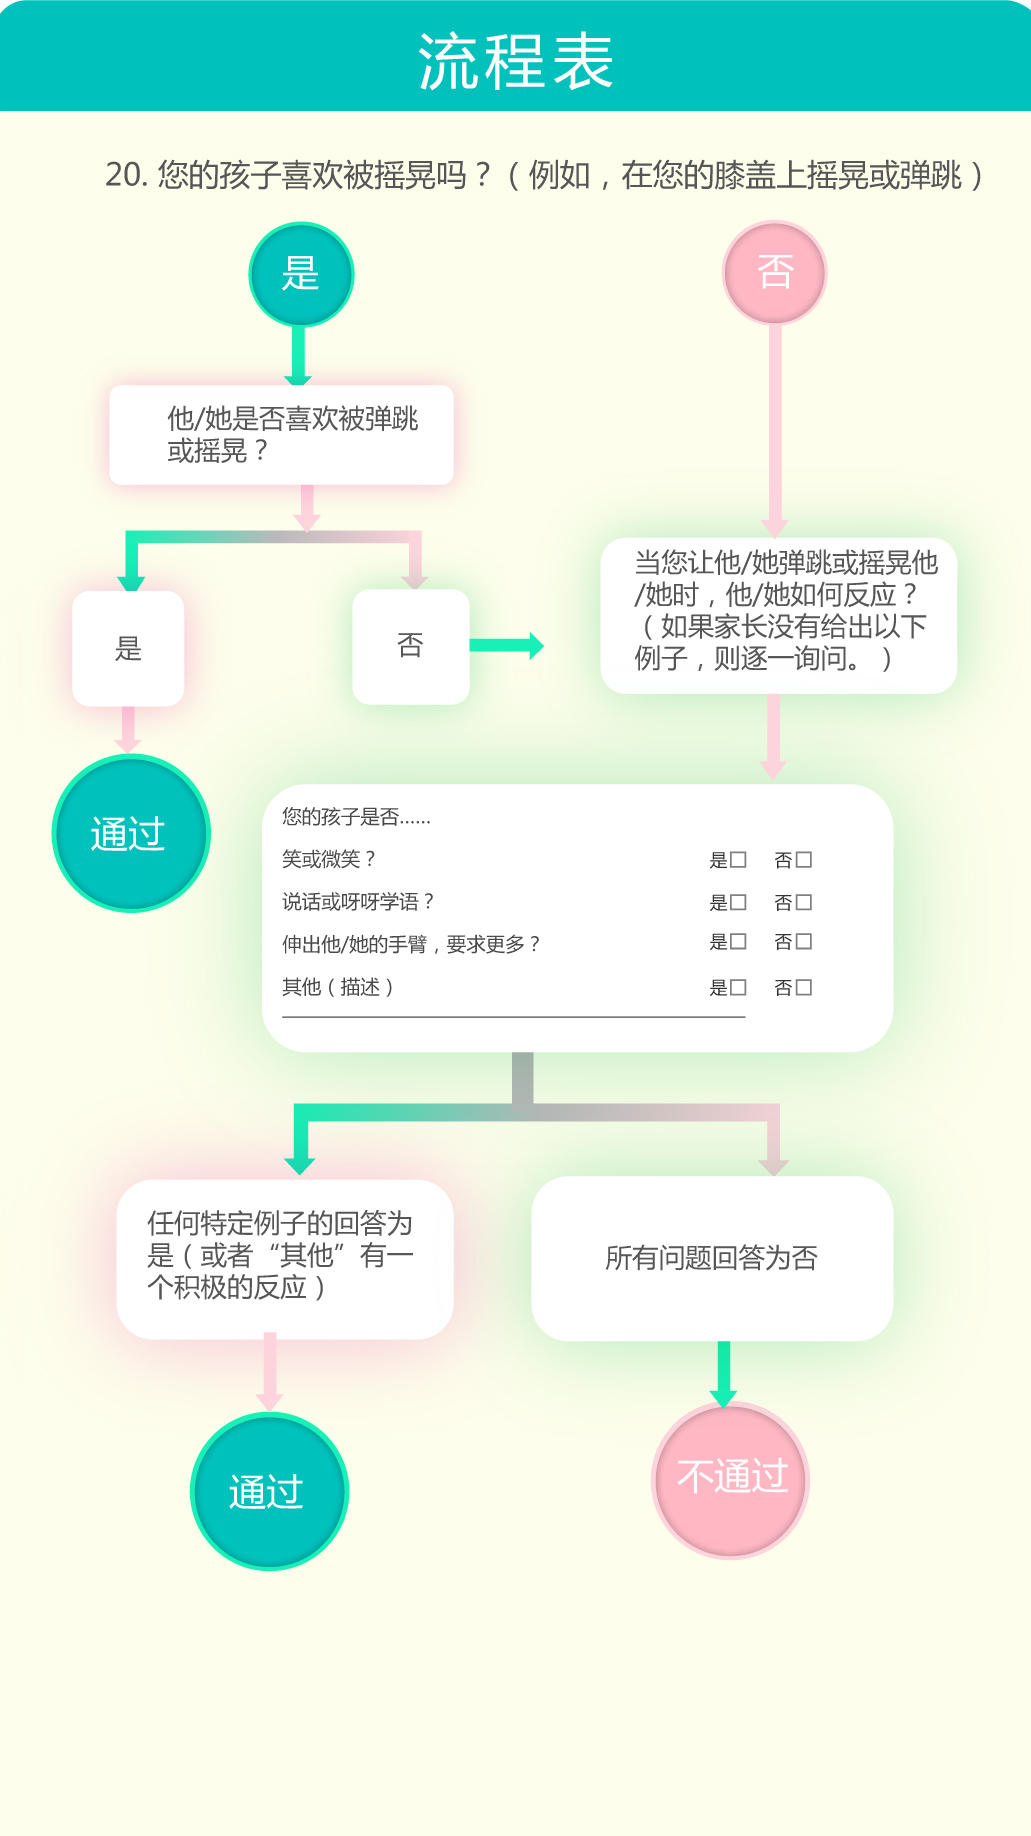 流程表
20. 您的孩子喜欢被摇晃吗？（例如，在您的膝盖上摇晃或弹跳）
是
否
他/她是否喜欢被弹跳
或摇晃？
当您让他/她弹跳或摇晃他
/她时，他/她如何反应？
（如果家长没有给出以下
例子，则逐一询问。）
是
否
通过
您的孩子是否......
笑或微笑？ 是□ 否□
说话或呀呀学语？ 是□ 否□
伸出他/她的手臂，要求更多？ 是□ 否□
其他（描述） 是□ 否□
任何特定例子的回答为
是（或者“其他”有一
个积极的反应）
所有问题回答为否
通过
不通过